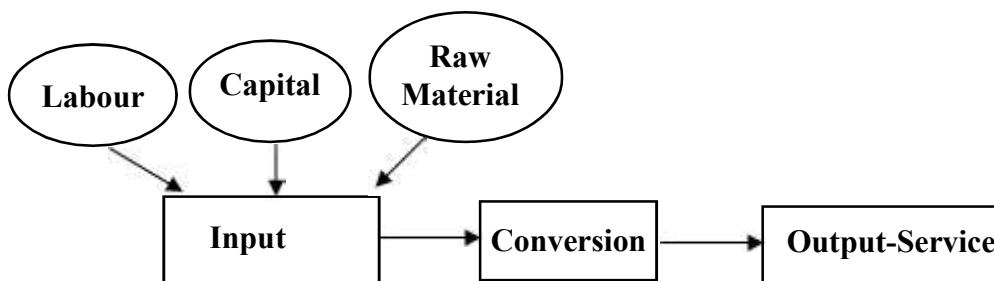 Labour
Capital
Raw
Material
Input
Conversion
Output-Service